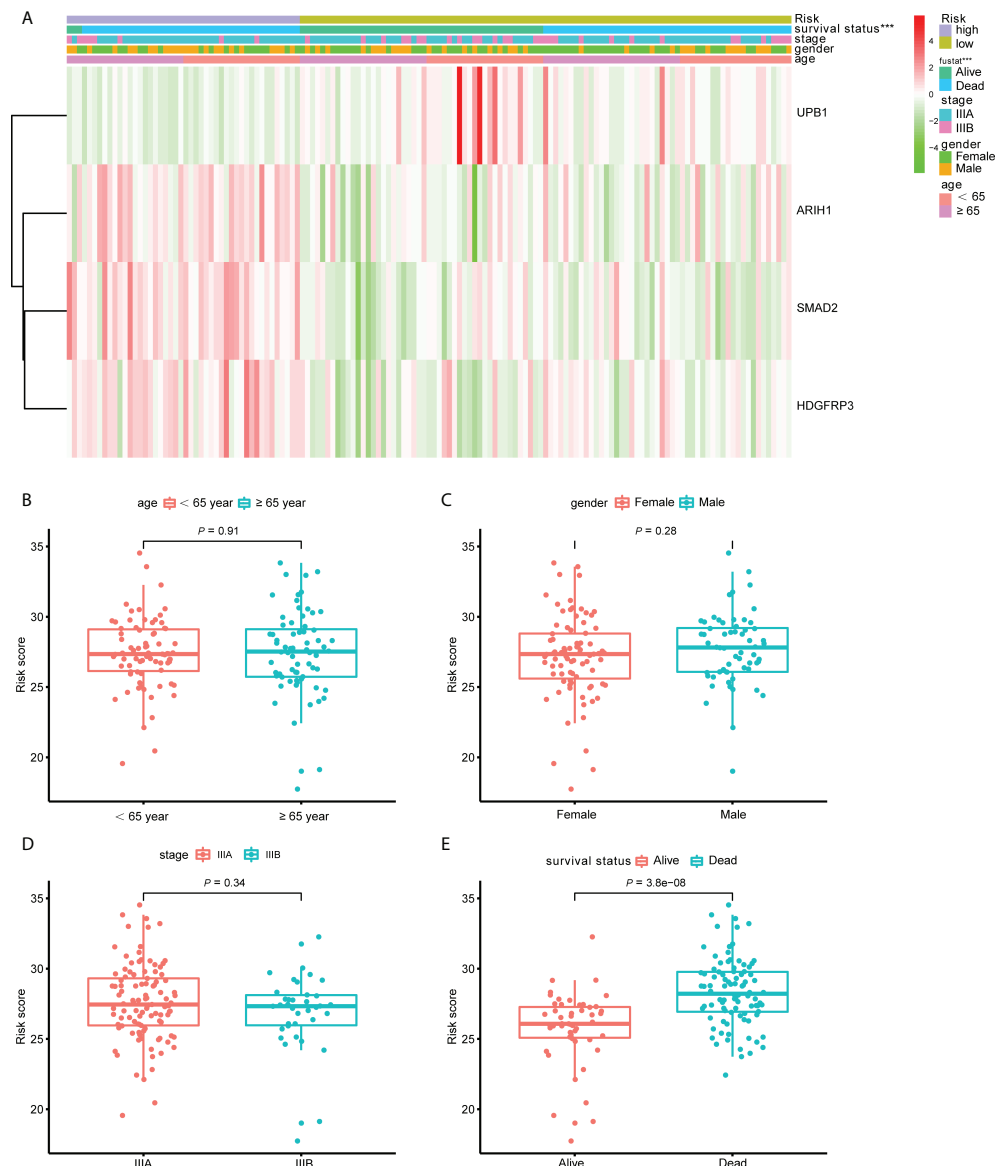 A
Risk
survival status***
stage
gender
age
UPB1
ARIH1
SMAD2
HDGFRP3
4
2
0
−2
−4
Risk
high
low
fustat***
Alive
Dead
stage
IIIA
IIIB
gender
Female
Male
age
< 65
≥ 65
B
age < 65 year ≥ 65 year
P = 0.91
35
30
25
20
Risk score
< 65 year ≥ 65 year
C
gender Female Male
P = 0.28
35
30
25
20
Risk score
Female Male
D
stage IIIA IIIB
P = 0.34
35
30
25
20
Risk score
IIIA IIIB
E
survival status Alive Dead
P = 3.8e−08
35
30
25
20
Risk score
Alive Dead